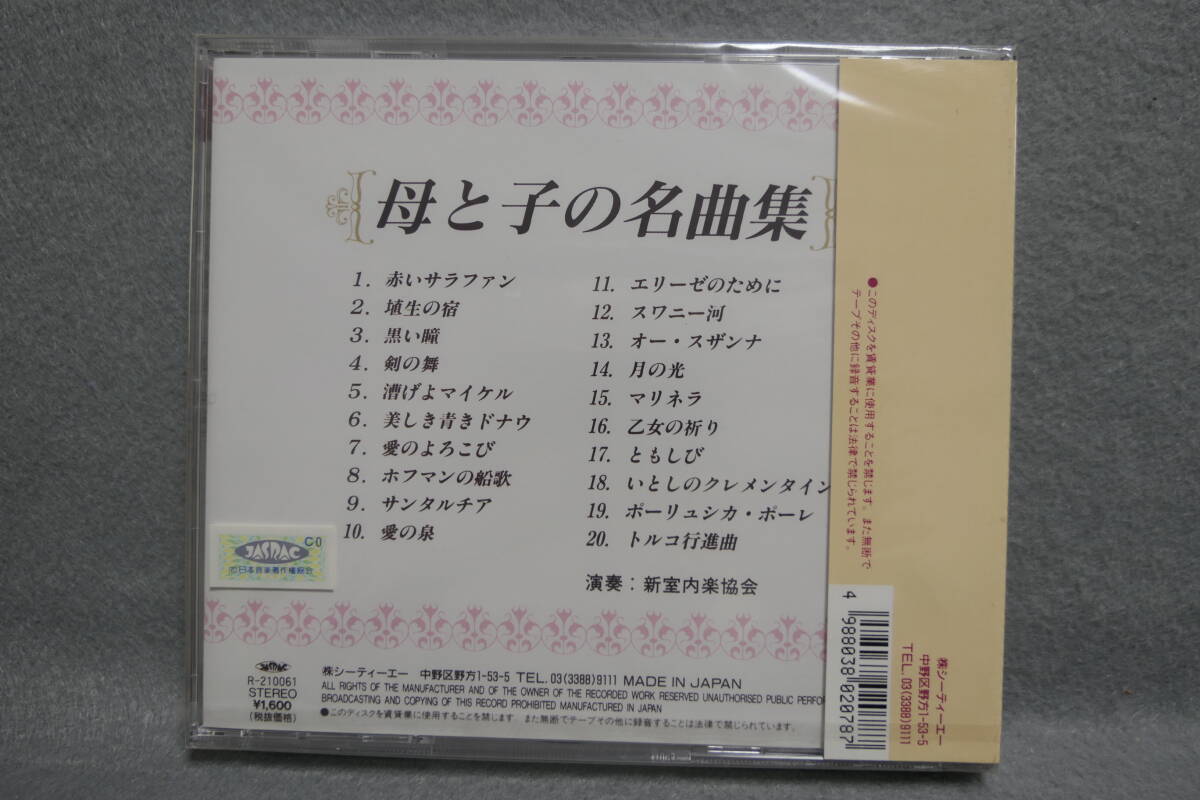 母と子の名曲集
1. 赤いサラファン
2. 埴生の宿
3. 黒い瞳
4. 剣の舞
5. 漕げよマイケル
6. 美しき青きドナウ
7. 愛のよろこび
8. ホフマンの船歌
9. サンタルチア
10. 愛の泉
11. エリーゼのために
12. スワニー河
13. オー・スザンナ
14. 月の光
15. マリネラ
16. 乙女の祈り
17. ともしび
18. いとしのクレメンタイン
19. ポーリュシカ・ポーレ
20. トルコ行進曲
演奏：新室内楽協会
JASRAC
C0
日本音楽著作権協会
JASRAC
R-210061
STEREO
¥1,600
(税抜価格)
株シーティーエー 中野区野方1-53-5 TEL.03(3388)9111 MADE IN JAPAN
ALL RIGHTS OF THE MANUFACTURER AND OF THE OWNER OF THE RECORDED WORK RESERVED UNAUTHORISED PUBLIC PERFOR
BROADCASTING AND COPYING OF THIS RECORD PROHIBITED MANUFACTURED IN JAPAN
●このディスクを賃貸業に使用することを禁じます。また無断でテープその他に録音することは法律で禁じられています。
●このディスクを賃貸業に使用することを禁じます。また無断で
テープその他に録音することは法律で禁じられています。
4 988038 020787
株シーティーエー
中野区野方1-53-5
TEL.03(3388)9111